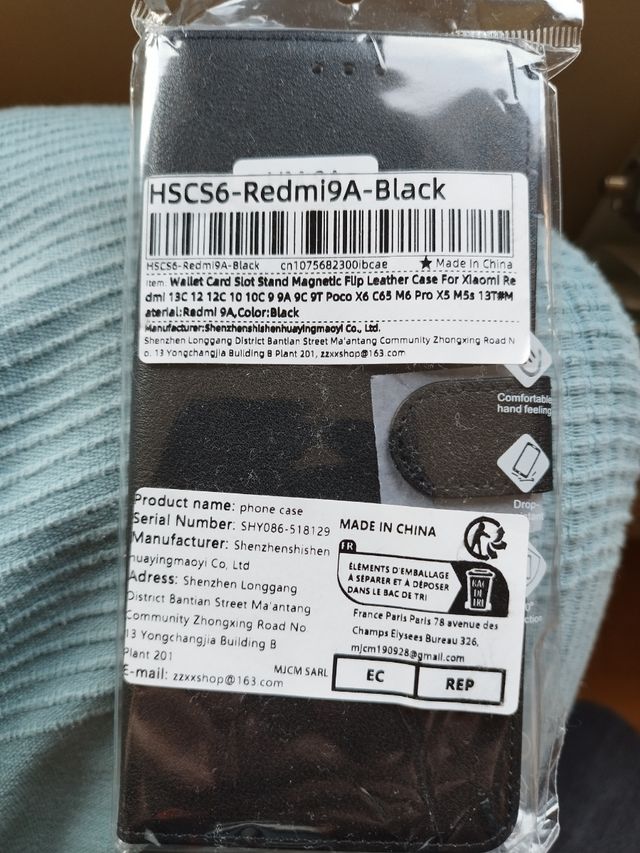 HSCS6-Redmi9A-Black
HSCS6-Redmi9A-Black cn1075682300ibcae ★ Made in China
Item: Wallet Card Slot Stand Magnetic Flip Leather Case For Xiaomi Re
dmi 13C 12 12C 10 10C 9 9A 9C 9T Poco X6 C65 M6 Pro X5 M5s 13T#M
aterial:Redmi 9A,Color:Black
Manufacturer:Shenzhenshishenhuayingmaoyi Co., Ltd.
Shenzhen Longgang District Bantian Street Ma'antang Community Zhongxing Road N
o. 13 Yongchangjia Building B Plant 201, zzxxshop@163.com
Comfortable
hand feeling
Drop-
Product name: phone case
Serial Number: SHY086-518129
Manufacturer: Shenzhenshishen
huayingmaoyi Co, Ltd
Adress: Shenzhen Longgang
District Bantian Street Ma'antang
Community Zhongxing Road No
13 Yongchangjia Building B
Plant 201
E-mail: zzxxshop@163.com
MADE IN CHINA
FR
ÉLÉMENTS D'EMBALLAGE
À SÉPARER ET À DÉPOSER
DANS LE BAC DE TRI
BAC
DE
TRI
France Paris Paris 78 avenue des
Champs Elysees Bureau 326,
mjcm190928@gmail.com
MJCM SARL
EC REP